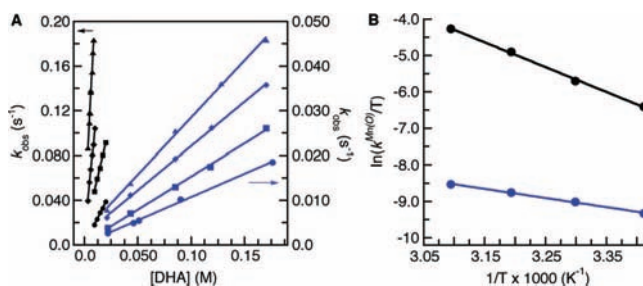 A
B
0.20
0.16
0.12
0.080
0.040
0.0
k_obs (s⁻¹)
0.050
0.040
0.030
0.020
0.010
0.0
k_obs (s⁻¹)
0.0 0.050 0.10 0.15 0.20
[DHA] (M)
-4.0
-5.0
-6.0
-7.0
-8.0
-9.0
-10
ln(k^Mn(O)/T)
3.05 3.15 3.25 3.35
1/T x 1000 (K⁻¹)